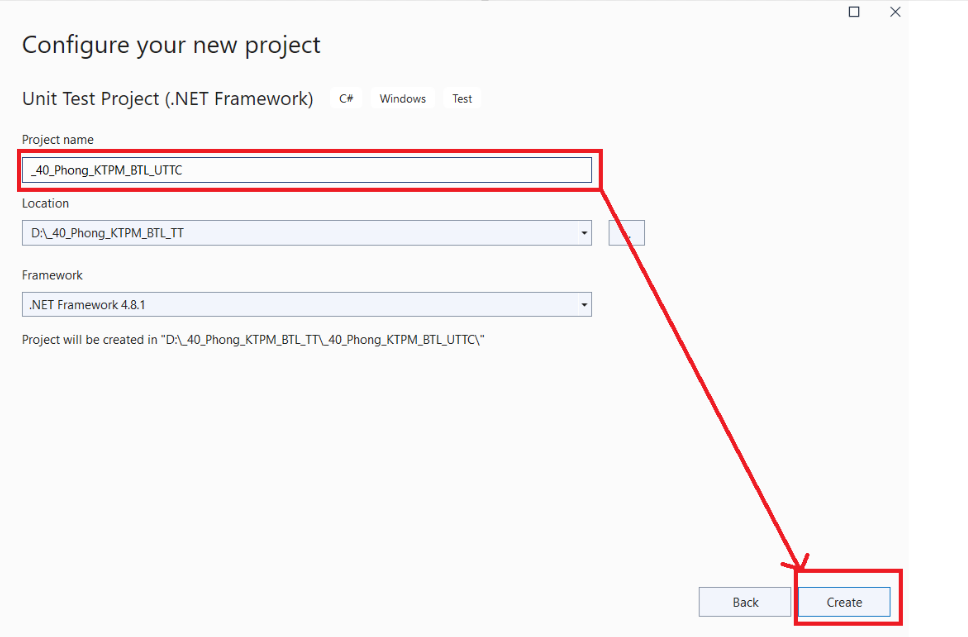 Configure your new project
Unit Test Project (.NET Framework) C# Windows Test
Project name
_40_Phong_KTPM_BTL_UTTC
Location
D:\_40_Phong_KTPM_BTL_TT
Framework
.NET Framework 4.8.1
Project will be created in "D:\_40_Phong_KTPM_BTL_TT\_40_Phong_KTPM_BTL_UTTC\"
Back Create